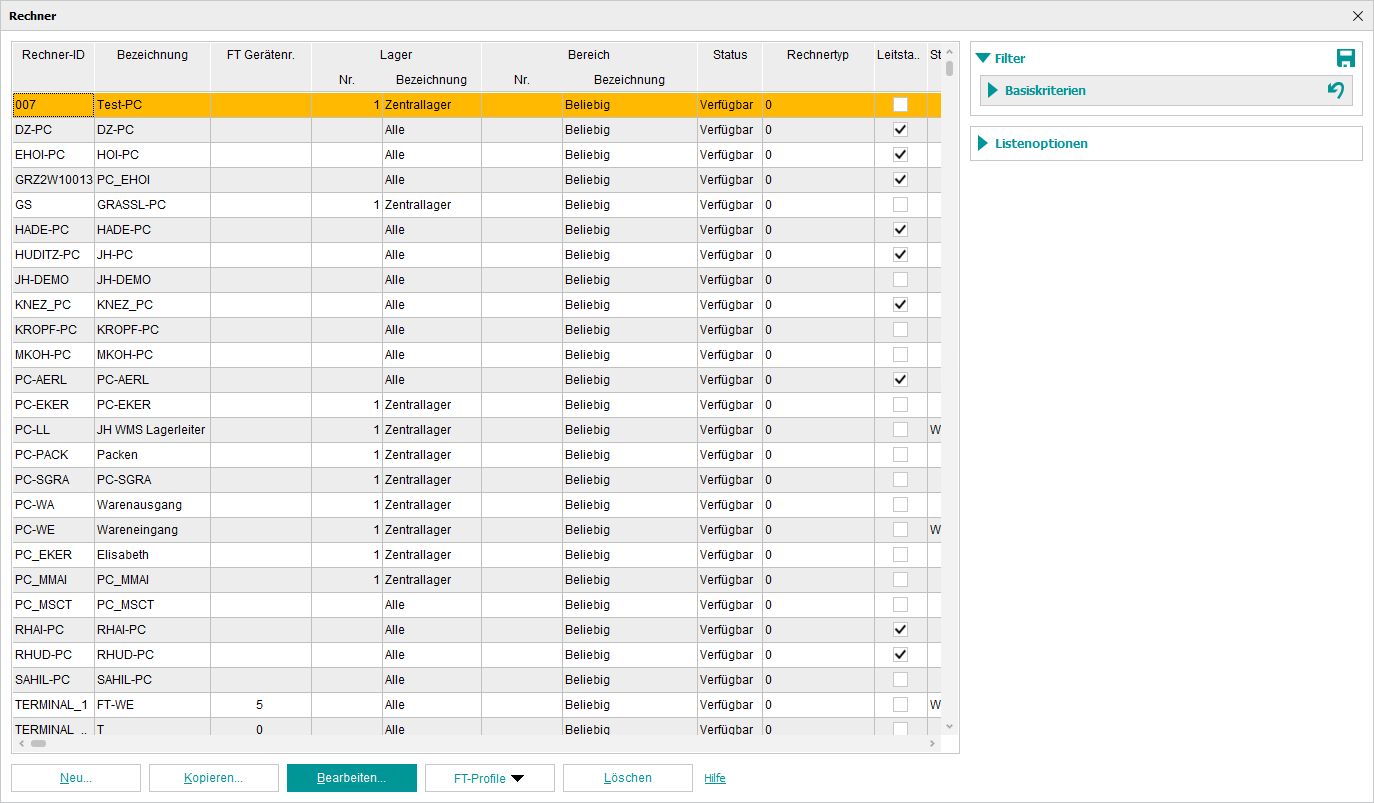 Rechner
Rechner-ID Bezeichnung FT Gerätenr. Lager Bereich Status Rechnertyp Leitsta.. St
Nr. Bezeichnung Nr. Bezeichnung
007 Test-PC 1 Zentrallager Beliebig Verfügbar 0
DZ-PC DZ-PC Alle Beliebig Verfügbar 0
EHOI-PC HOI-PC Alle Beliebig Verfügbar 0
GRZ2W10013 PC_EHOI Alle Beliebig Verfügbar 0
GS GRASSL-PC 1 Zentrallager Beliebig Verfügbar 0
HADE-PC HADE-PC Alle Beliebig Verfügbar 0
HUDITZ-PC JH-PC Alle Beliebig Verfügbar 0
JH-DEMO JH-DEMO Alle Beliebig Verfügbar 0
KNEZ_PC KNEZ_PC Alle Beliebig Verfügbar 0
KROPF-PC KROPF-PC Alle Beliebig Verfügbar 0
MKOH-PC MKOH-PC Alle Beliebig Verfügbar 0
PC-AERL PC-AERL Alle Beliebig Verfügbar 0
PC-EKER PC-EKER 1 Zentrallager Beliebig Verfügbar 0
PC-LL JH WMS Lagerleiter 1 Zentrallager Beliebig Verfügbar 0 W
PC-PACK Packen 1 Zentrallager Beliebig Verfügbar 0
PC-SGRA PC-SGRA 1 Zentrallager Beliebig Verfügbar 0
PC-WA Warenausgang 1 Zentrallager Beliebig Verfügbar 0
PC-WE Wareneingang 1 Zentrallager Beliebig Verfügbar 0 W
PC_EKER Elisabeth 1 Zentrallager Beliebig Verfügbar 0
PC_MMAI PC_MMAI 1 Zentrallager Beliebig Verfügbar 0
PC_MSCT PC_MSCT Alle Beliebig Verfügbar 0
RHAI-PC RHAI-PC Alle Beliebig Verfügbar 0
RHUD-PC RHUD-PC Alle Beliebig Verfügbar 0
SAHIL-PC SAHIL-PC Alle Beliebig Verfügbar 0
TERMINAL_1 FT-WE 5 Alle Beliebig Verfügbar 0 W
TERMINAL_.. T 0 Alle Beliebig Verfügbar 0
Filter
Basiskriterien
Listenoptionen
Neu... Kopieren... Bearbeiten... FT-Profile Löschen Hilfe